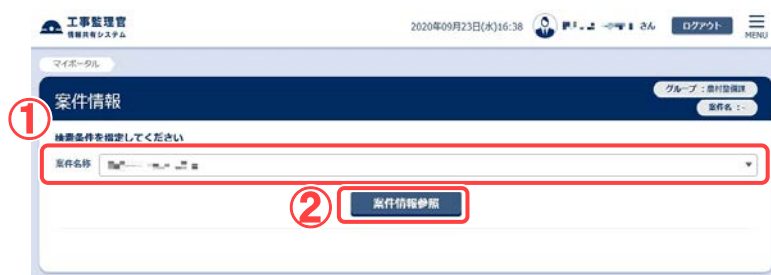 工事監理官
情報共有システム
2020年09月23日(水)16:38
さん
ログアウト
MENU
マイポータル
案件情報
グループ：農村整備課
案件名：-
①
検索条件を指定してください
案件名称
②
案件情報参照